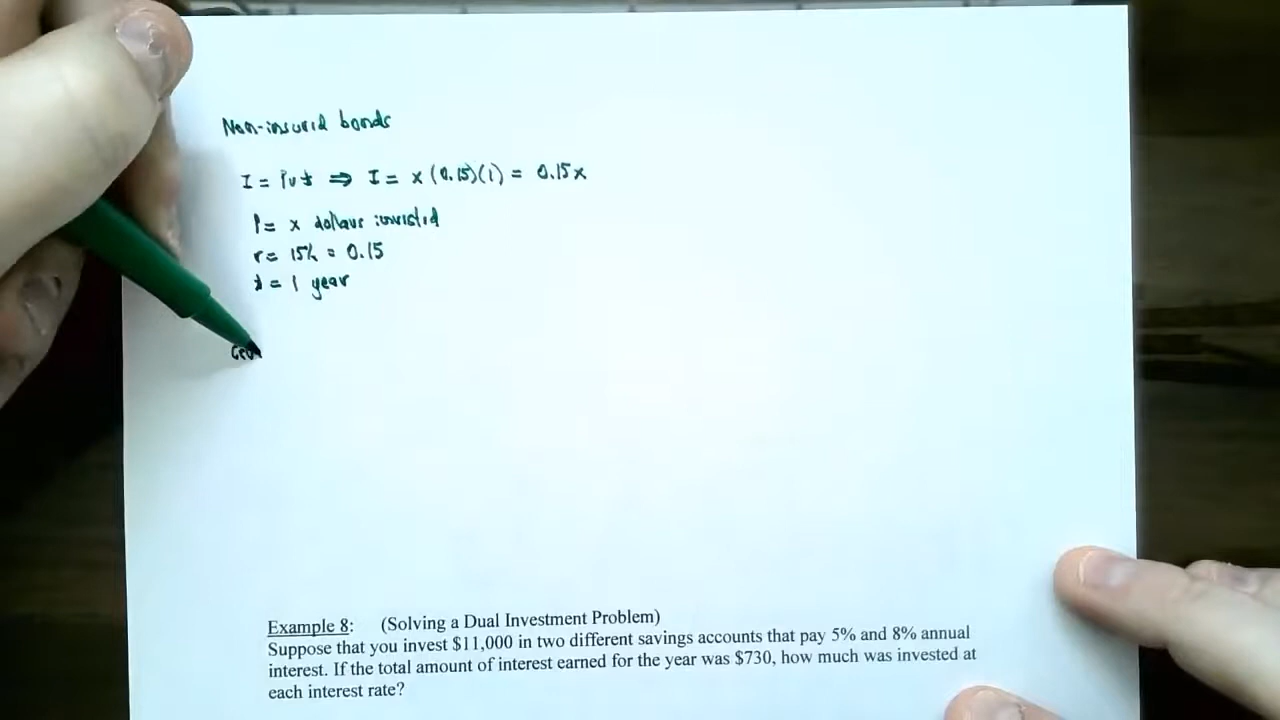 Non-insured bonds
I = Prt ⇒ I = x (0.15)(1) = 0.15x
P = x dollars invested
r = 15% = 0.15
t = 1 year
Example 8: (Solving a Dual Investment Problem)
Suppose that you invest $11,000 in two different savings accounts that pay 5% and 8% annual
interest. If the total amount of interest earned for the year was $730, how much was invested at
each interest rate?